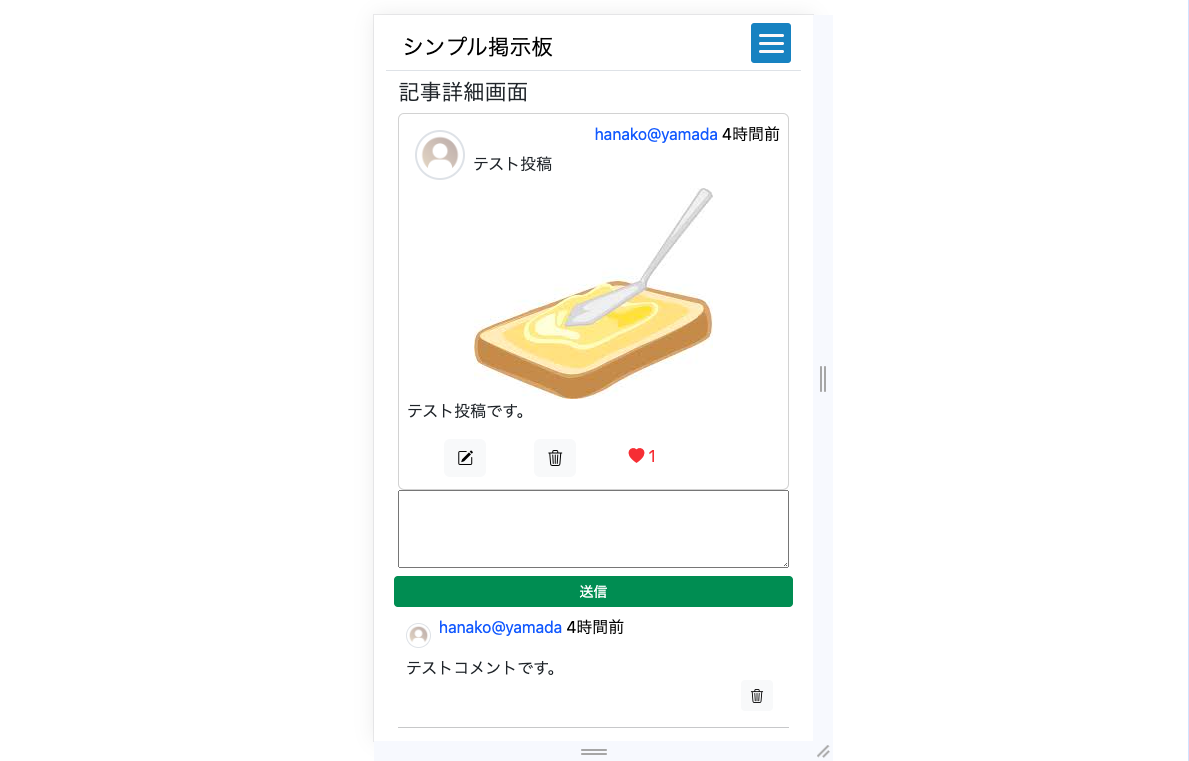 シンプル掲示板
記事詳細画面
hanako@yamada 4時間前
テスト投稿
テスト投稿です。
1
送信
hanako@yamada 4時間前
テストコメントです。